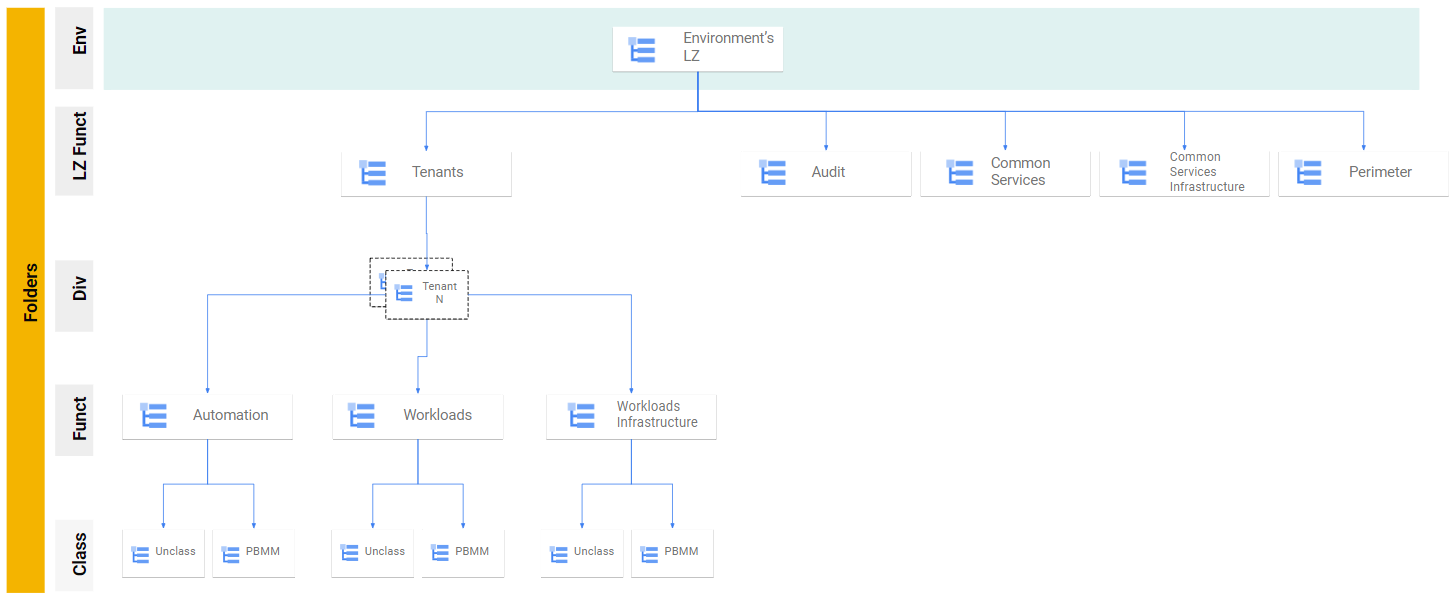 Folders
Env
Environment's
LZ
LZ Funct
Tenants
Audit
Common
Services
Common
Services
Infrastructure
Perimeter
Div
Tenant
N
Funct
Automation
Workloads
Workloads
Infrastructure
Class
Unclass
PBMM
Unclass
PBMM
Unclass
PBMM